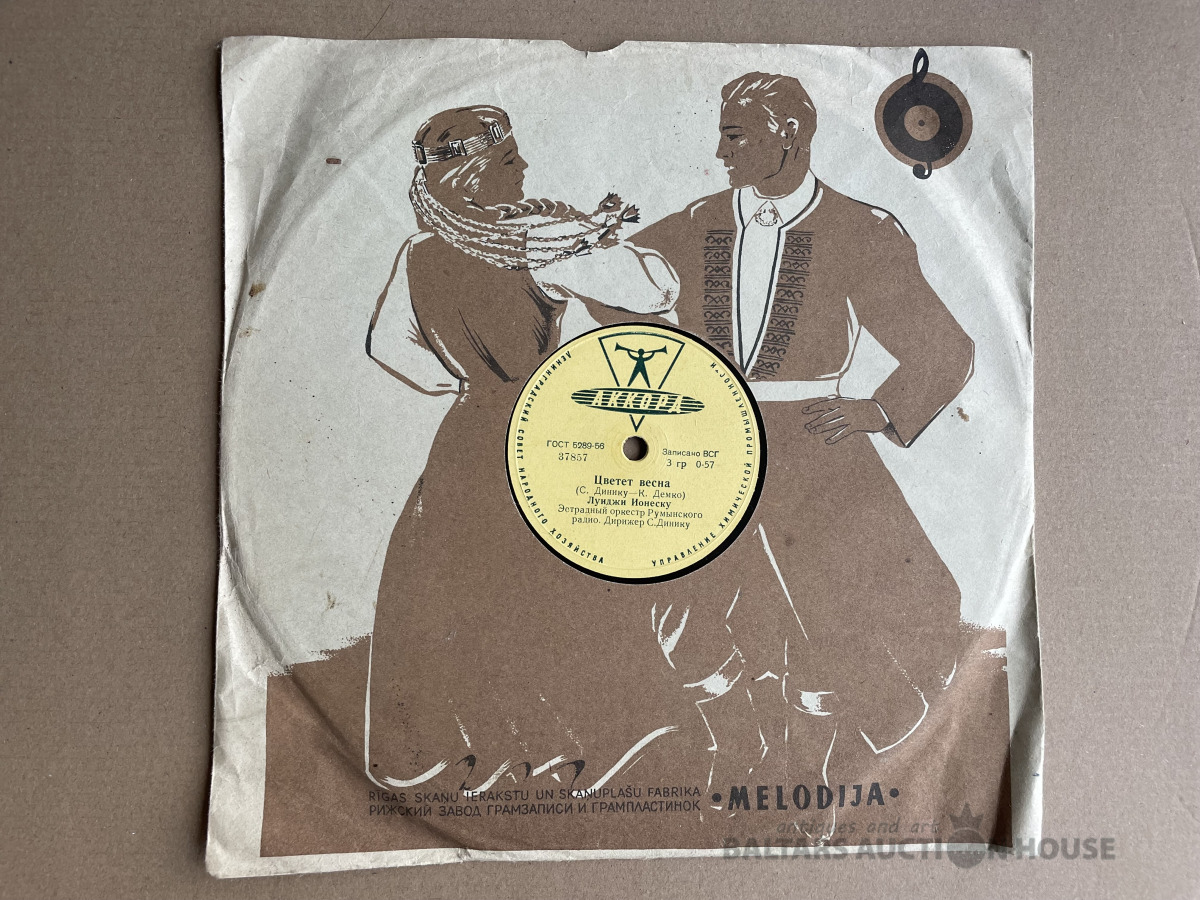 АККОРД
ЛЕНИНГРАДСКИЙ СОВЕТ НАРОДНОГО ХОЗЯЙСТВА
УПРАВЛЕНИЕ ХИМИЧЕСКОЙ ПРОМЫШЛЕННОСТИ
ГОСТ 5289-56
37857
Записано ВСГ
3 гр 0-57
Цветет весна
(С. Динику—К. Демко)
Луиджи Ионеску
Эстрадный оркестр Румынского
радио. Дирижер С.Динику
RĪGAS SKAŅU IERAKSTU UN SKAŅUPLAŠU FABRIKA
РИЖСКИЙ ЗАВОД ГРАМЗАПИСИ И ГРАМПЛАСТИНОК
•MELODIJA•
antiques and art
BALTARS AUCTION HOUSE